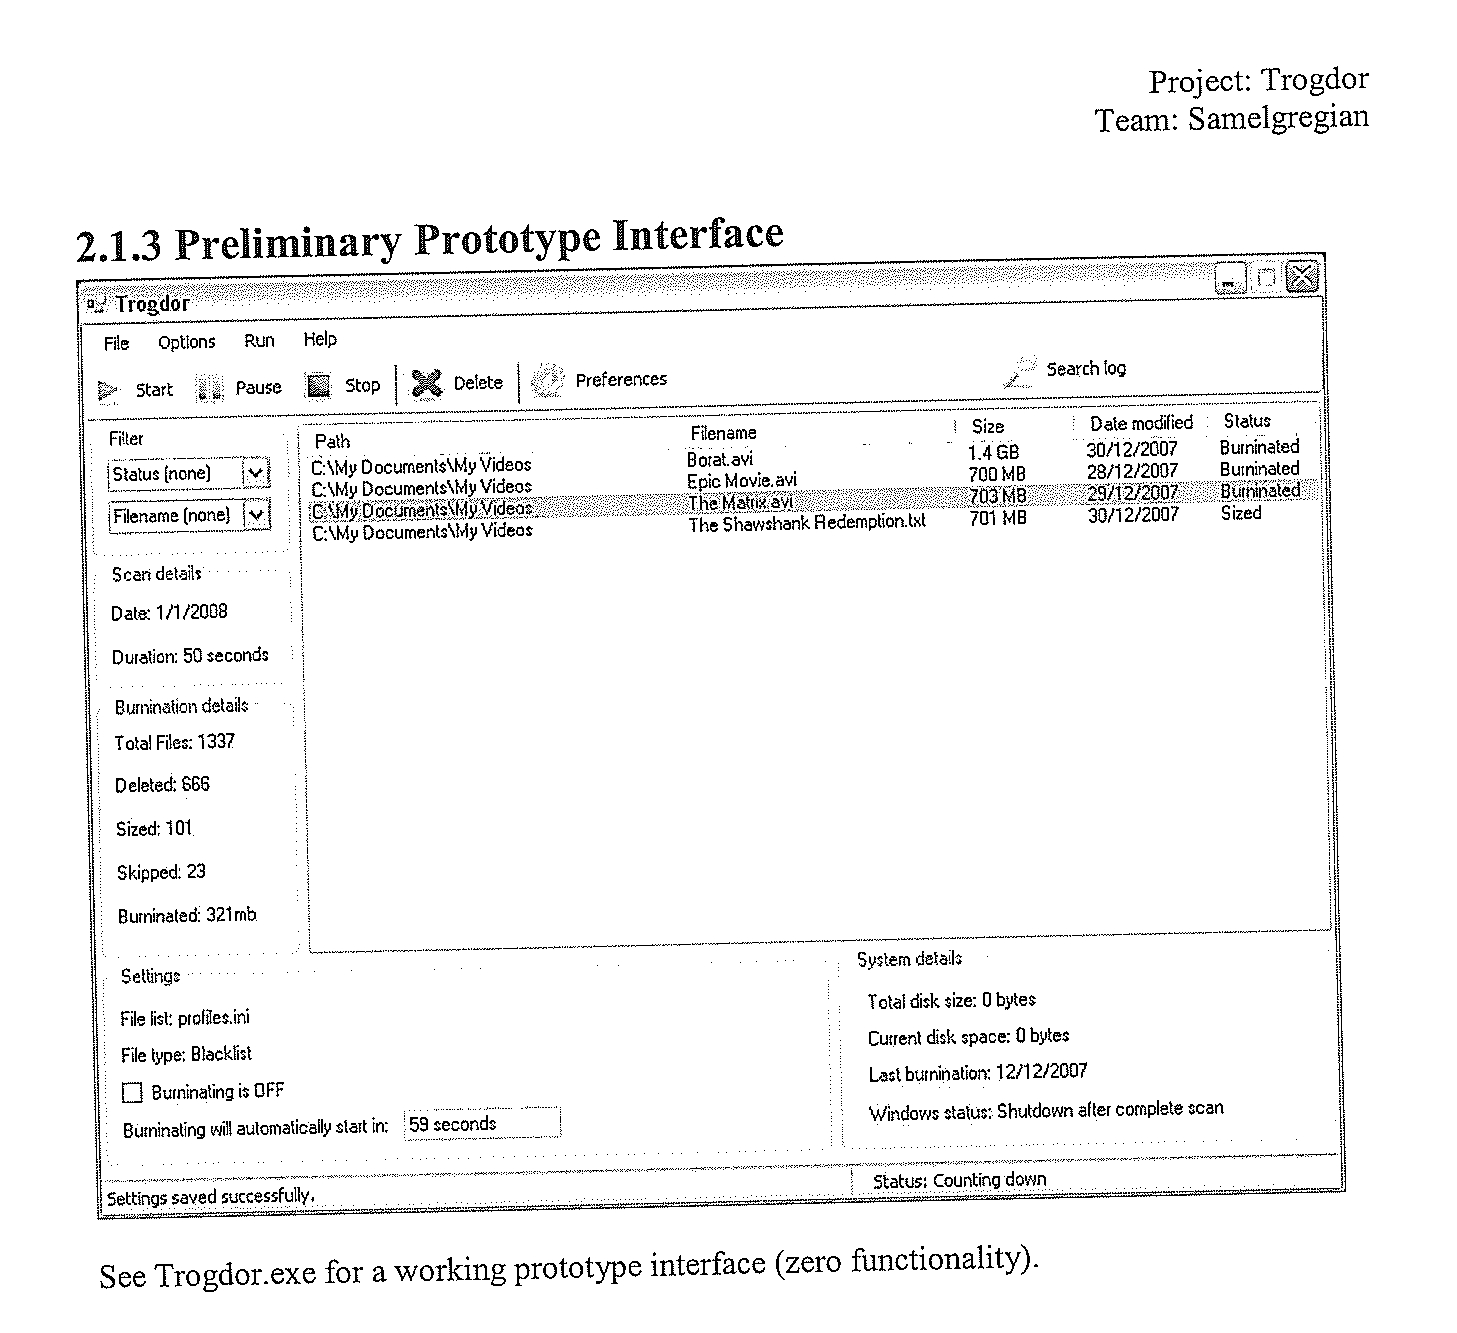 Project: Trogdor
Team: Samelgregian
2.1.3 Preliminary Prototype Interface
Trogdor
File Options Run Help
Start Pause Stop Delete Preferences Search log
Filter
Status (none)
Filename (none)
Path Filename Size Date modified Status
C:\My Documents\My Videos Borat.avi 1.4 GB 30/12/2007 Burninated
C:\My Documents\My Videos Epic Movie.avi 700 MB 28/12/2007 Burninated
C:\My Documents\My Videos The Matrix.avi 703 MB 29/12/2007 Burninated
C:\My Documents\My Videos The Shawshank Redemption.txt 701 MB 30/12/2007 Sized
Scan details
Date: 1/1/2008
Duration: 50 seconds
Burnination details
Total Files: 1337
Deleted: 666
Sized: 101
Skipped: 23
Burninated: 321mb
Settings
File list: profiles.ini
File type: Blacklist
Burninating is OFF
Burninating will automatically start in: 59 seconds
System details
Total disk size: 0 bytes
Current disk space: 0 bytes
Last burnination: 12/12/2007
Windows status: Shutdown after complete scan
Settings saved successfully.
Status: Counting down
See Trogdor.exe for a working prototype interface (zero functionality).